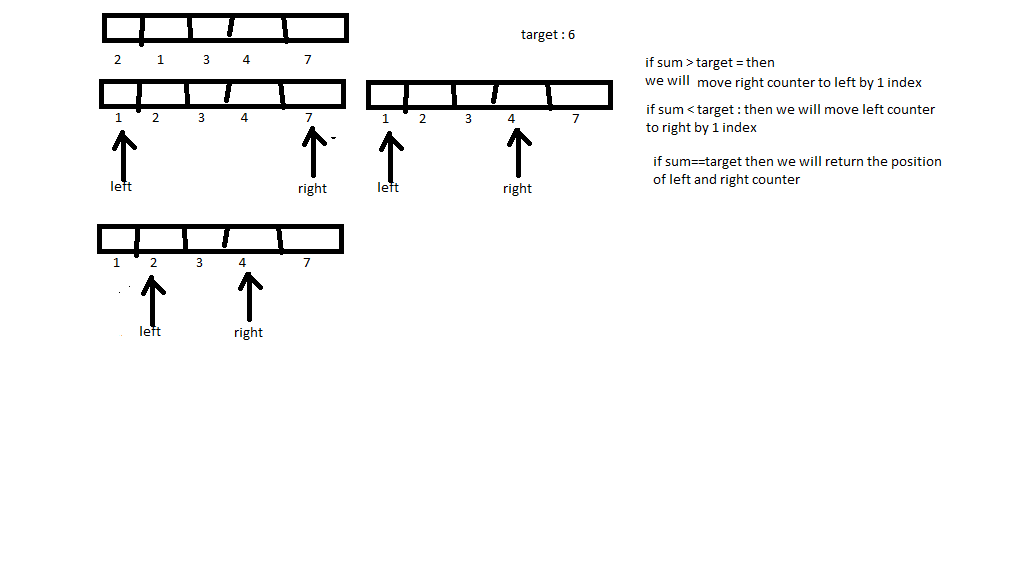 target : 6
2 1 3 4 7
if sum > target = then
we will move right counter to left by 1 index
if sum < target : then we will move left counter
to right by 1 index
if sum==target then we will return the position
of left and right counter
1 2 3 4 7
left right
1 2 3 4 7
left right
1 2 3 4 7
left right